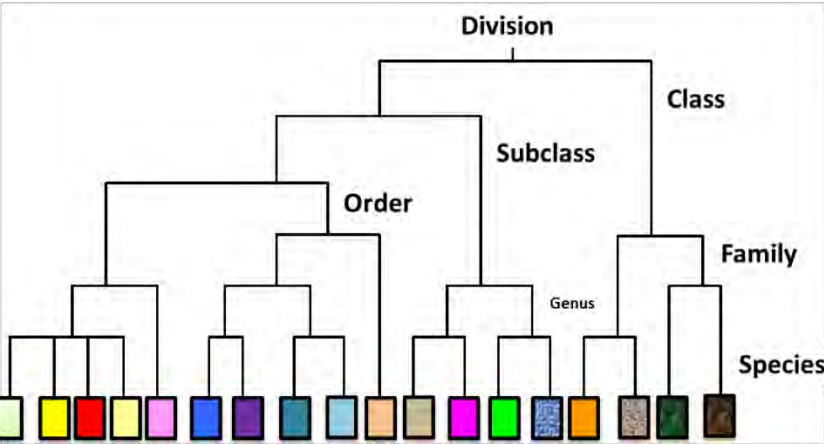 Division
Class
Subclass
Order
Family
Genus
Species